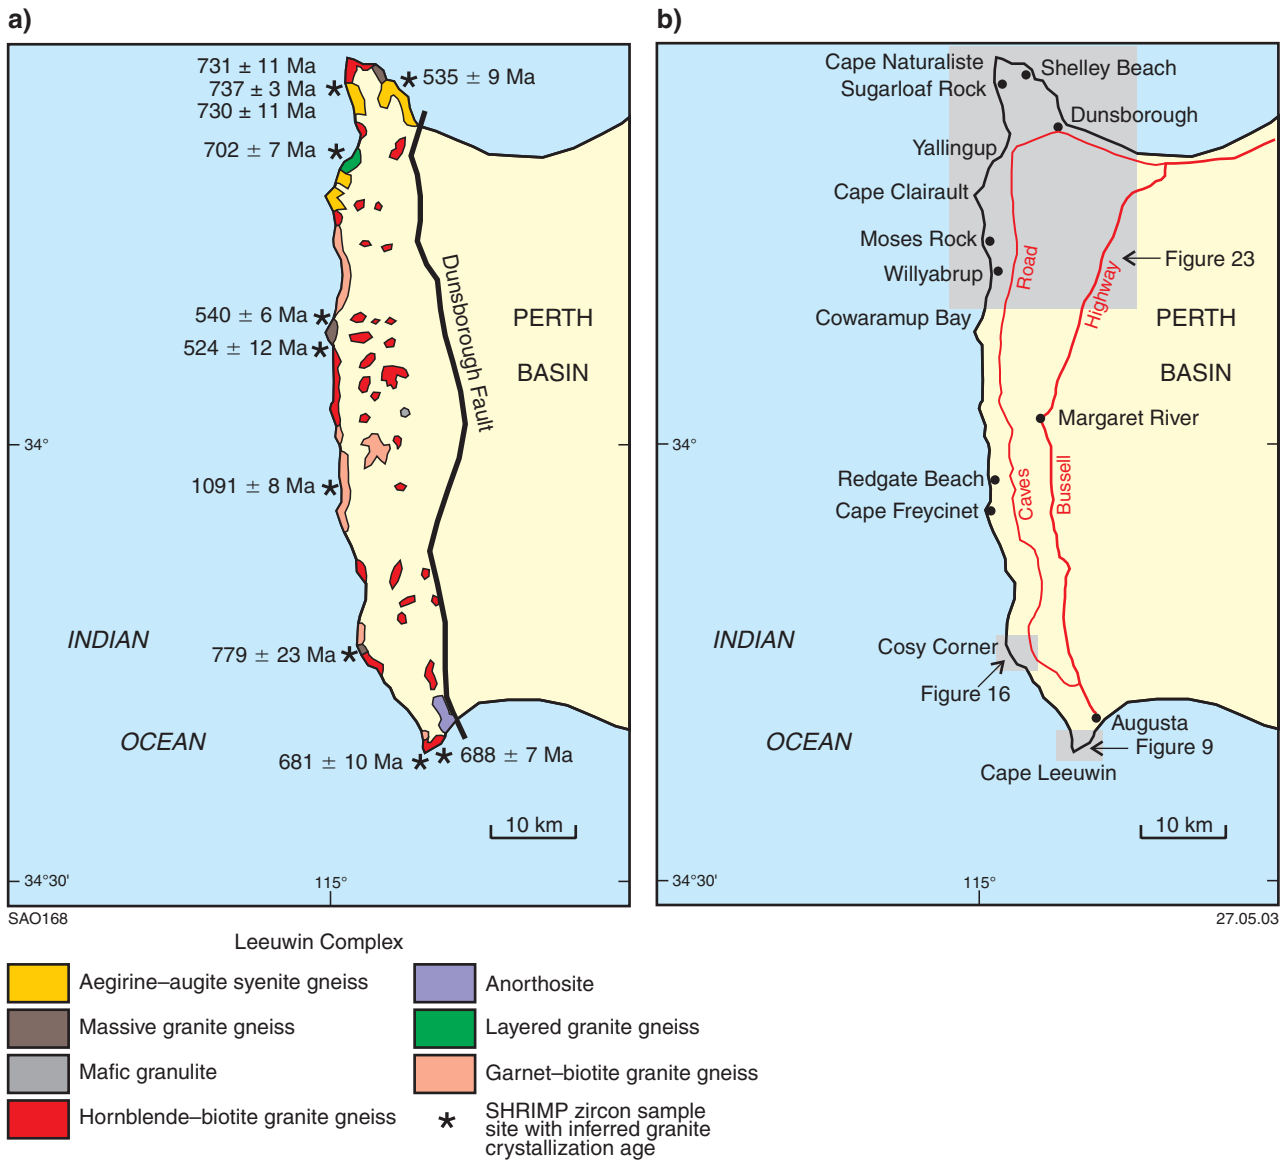 a)
731 ± 11 Ma
737 ± 3 Ma
730 ± 11 Ma
535 ± 9 Ma
702 ± 7 Ma
Dunsborough Fault
540 ± 6 Ma
524 ± 12 Ma
PERTH
BASIN
34°
1091 ± 8 Ma
INDIAN
779 ± 23 Ma
OCEAN
681 ± 10 Ma
688 ± 7 Ma
10 km
34°30'
115°
SAO168
b)
Cape Naturaliste
Shelley Beach
Sugarloaf Rock
Dunsborough
Yallingup
Cape Clairault
Moses Rock
Road
Figure 23
Willyabrup
Highway
Cowaramup Bay
PERTH
BASIN
Margaret River
34°
Redgate Beach
Caves
Bussell
Cape Freycinet
INDIAN
Cosy Corner
Figure 16
Augusta
OCEAN
Figure 9
Cape Leeuwin
10 km
34°30'
115°
27.05.03
Leeuwin Complex
Aegirine–augite syenite gneiss
Massive granite gneiss
Mafic granulite
Hornblende–biotite granite gneiss
Anorthosite
Layered granite gneiss
Garnet–biotite granite gneiss
* SHRIMP zircon sample
site with inferred granite
crystallization age